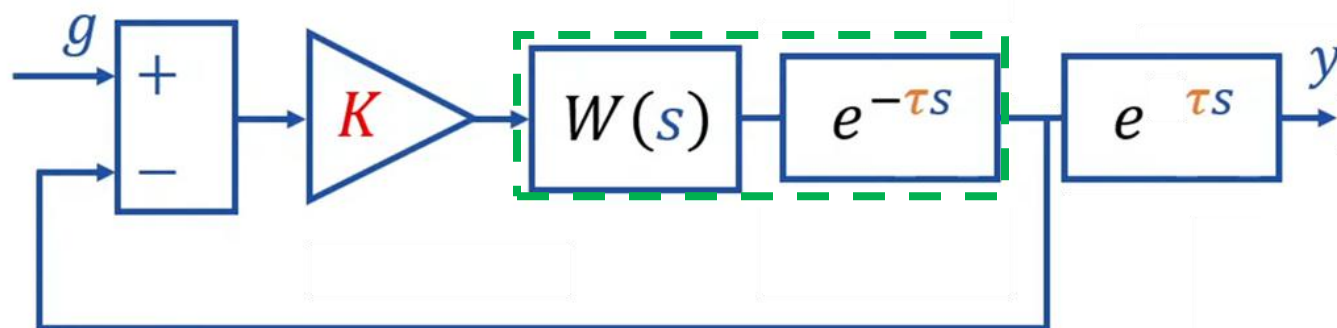 g
+
−
K
W(s)
e^{-τs}
e^{ τs}
y